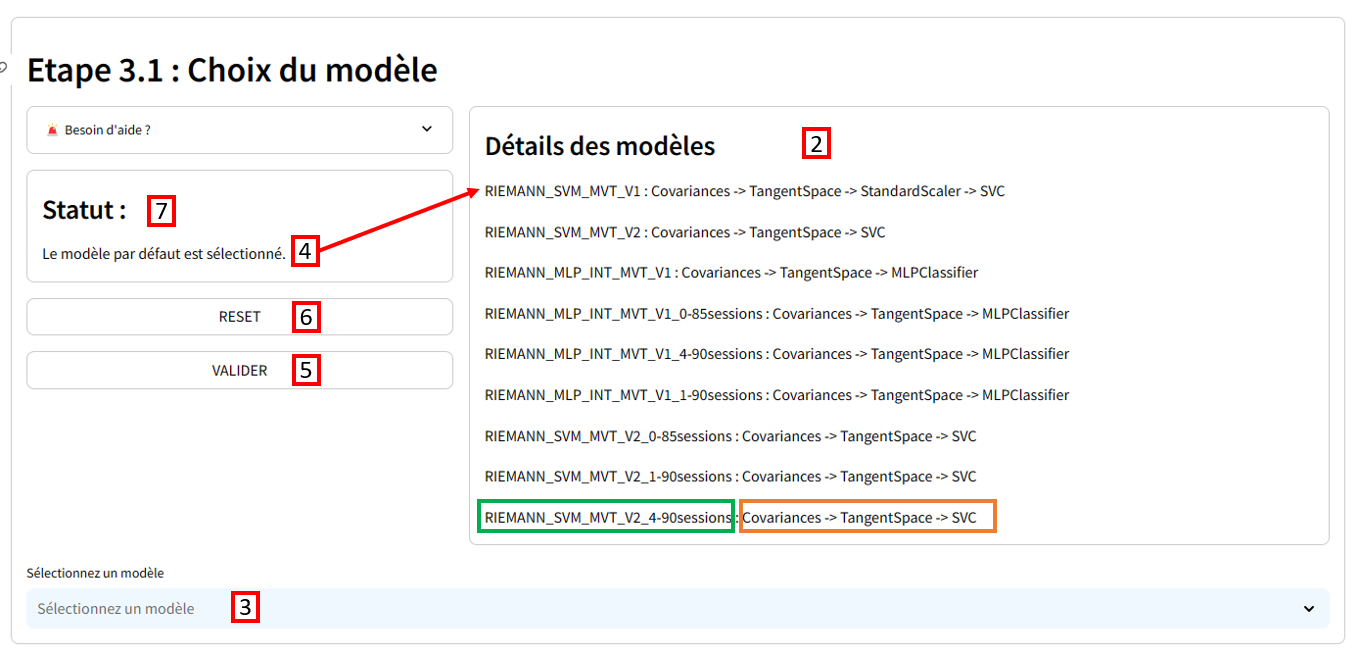 Etape 3.1 : Choix du modèle
Besoin d'aide ?
Statut : 7
Le modèle par défaut est sélectionné. 4
RESET 6
VALIDER 5
Détails des modèles 2
RIEMANN_SVM_MVT_V1 : Covariances -> TangentSpace -> StandardScaler -> SVC
RIEMANN_SVM_MVT_V2 : Covariances -> TangentSpace -> SVC
RIEMANN_MLP_INT_MVT_V1 : Covariances -> TangentSpace -> MLPClassifier
RIEMANN_MLP_INT_MVT_V1_0-85sessions : Covariances -> TangentSpace -> MLPClassifier
RIEMANN_MLP_INT_MVT_V1_4-90sessions : Covariances -> TangentSpace -> MLPClassifier
RIEMANN_MLP_INT_MVT_V1_1-90sessions : Covariances -> TangentSpace -> MLPClassifier
RIEMANN_SVM_MVT_V2_0-85sessions : Covariances -> TangentSpace -> SVC
RIEMANN_SVM_MVT_V2_1-90sessions : Covariances -> TangentSpace -> SVC
RIEMANN_SVM_MVT_V2_4-90sessions : Covariances -> TangentSpace -> SVC
Sélectionnez un modèle
Sélectionnez un modèle 3